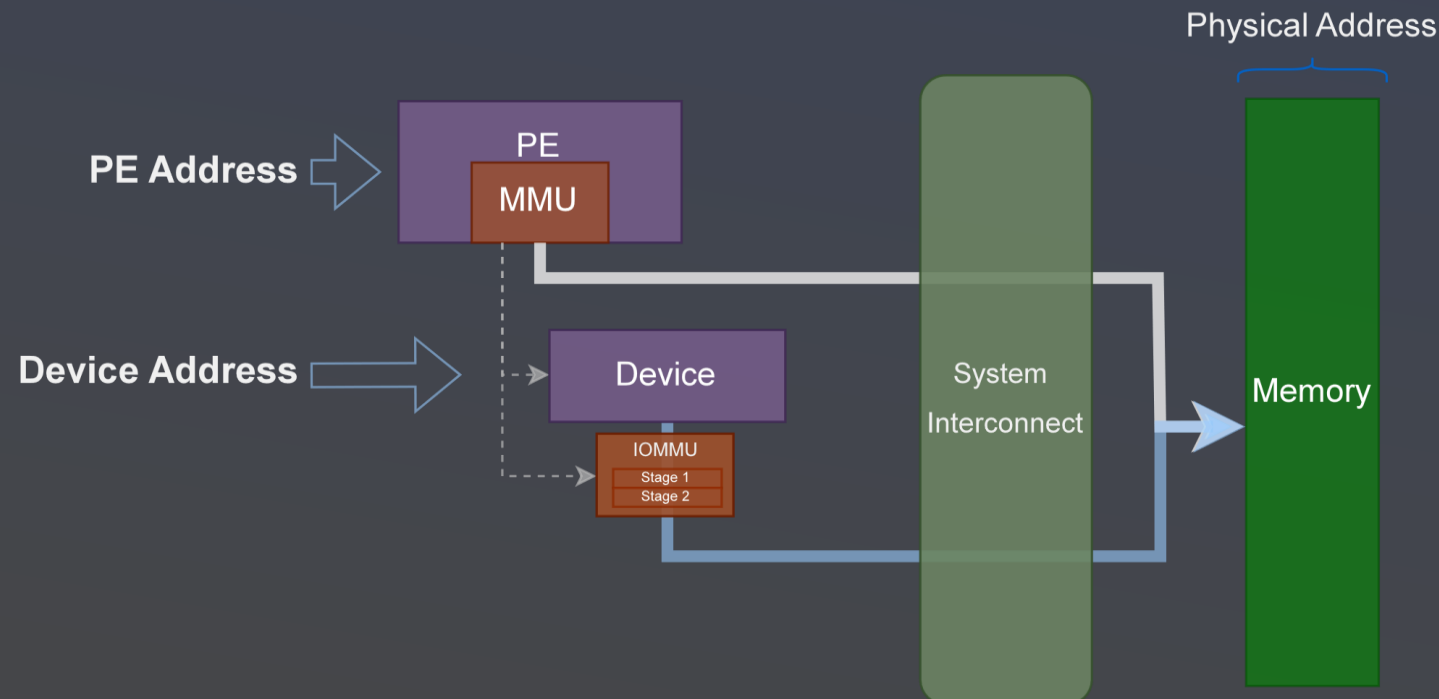 Physical Address
PE
PE Address
MMU
Device Address
Device
System
Interconnect
Memory
IOMMU
Stage 1
Stage 2